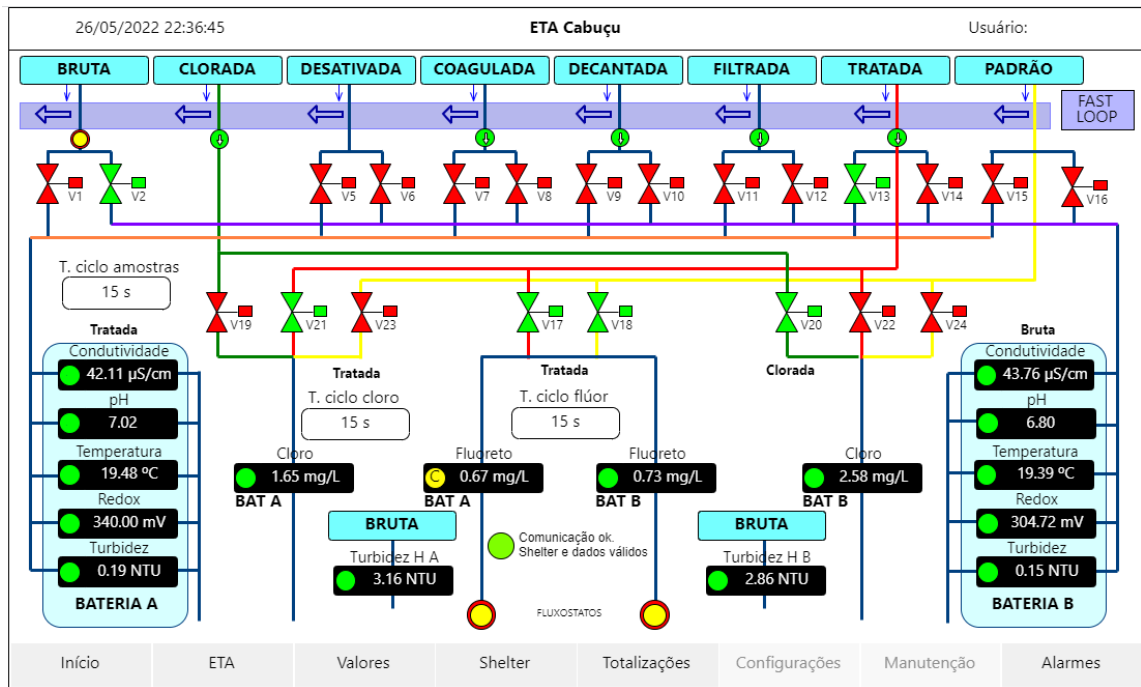 26/05/2022 22:36:45 ETA Cabuçu Usuário:
BRUTA CLORADA DESATIVADA COAGULADA DECANTADA FILTRADA TRATADA PADRÃO
FAST
LOOP
V1 V2 V5 V6 V7 V8 V9 V10 V11 V12 V13 V14 V15 V16
T. ciclo amostras
15 s
V19 V21 V23 V17 V18 V20 V22 V24
Tratada
Condutividade
42.11 µS/cm
pH
7.02
Temperatura
19.48 ºC
Redox
340.00 mV
Turbidez
0.19 NTU
BATERIA A
Tratada
T. ciclo cloro
15 s
Cloro
1.65 mg/L
BAT A
Tratada
T. ciclo flúor
15 s
Fluoreto
C 0.67 mg/L
BAT A
Fluoreto
0.73 mg/L
BAT B
Clorada
Cloro
2.58 mg/L
BAT B
BRUTA
Turbidez H A
3.16 NTU
Comunicação ok.
Shelter e dados válidos
BRUTA
Turbidez H B
2.86 NTU
FLUXOSTATOS
Bruta
Condutividade
43.76 µS/cm
pH
6.80
Temperatura
19.39 ºC
Redox
304.72 mV
Turbidez
0.15 NTU
BATERIA B
Início ETA Valores Shelter Totalizações Configurações Manutenção Alarmes